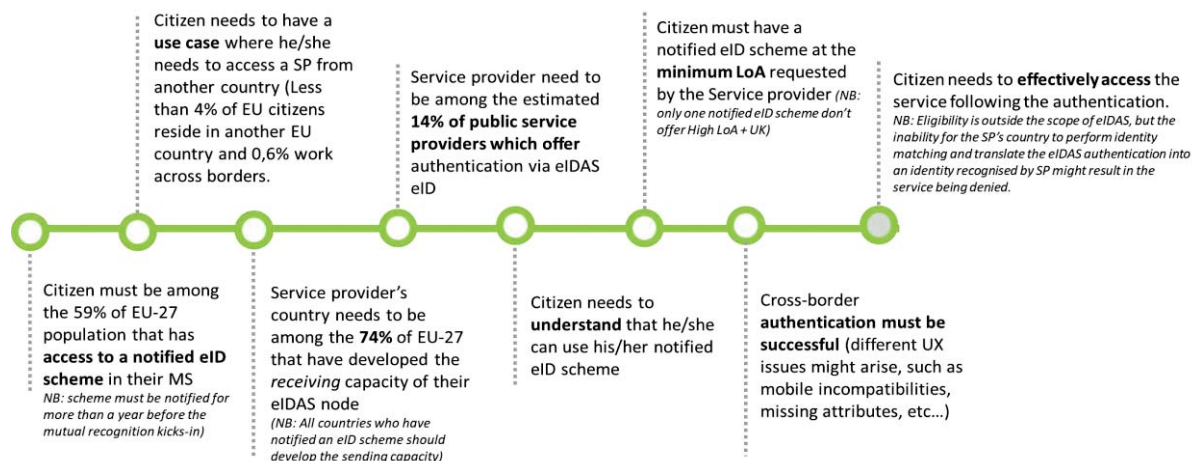 Citizen must be among
the 59% of EU-27
population that has
access to a notified eID
scheme in their MS
NB: scheme must be notified for
more than a year before the
mutual recognition kicks-in)
Citizen needs to have a
use case where he/she
needs to access a SP from
another country (Less
than 4% of EU citizens
reside in another EU
country and 0,6% work
across borders.
Service provider's
country needs to be
among the 74% of EU-27
that have developed the
receiving capacity of their
eIDAS node
(NB: All countries who have
notified an eID scheme should
develop the sending capacity)
Service provider need to
be among the estimated
14% of public service
providers which offer
authentication via eIDAS
eID
Citizen needs to
understand that he/she
can use his/her notified
eID scheme
Citizen must have a
notified eID scheme at the
minimum LoA requested
by the Service provider (NB:
only one notified eID scheme don't
offer High LoA + UK)
Cross-border
authentication must be
successful (different UX
issues might arise, such as
mobile incompatibilities,
missing attributes, etc...)
Citizen needs to effectively access the
service following the authentication.
NB: Eligibility is outside the scope of eIDAS, but the
inability for the SP's country to perform identity
matching and translate the eIDAS authentication into
an identity recognised by SP might result in the
service being denied.